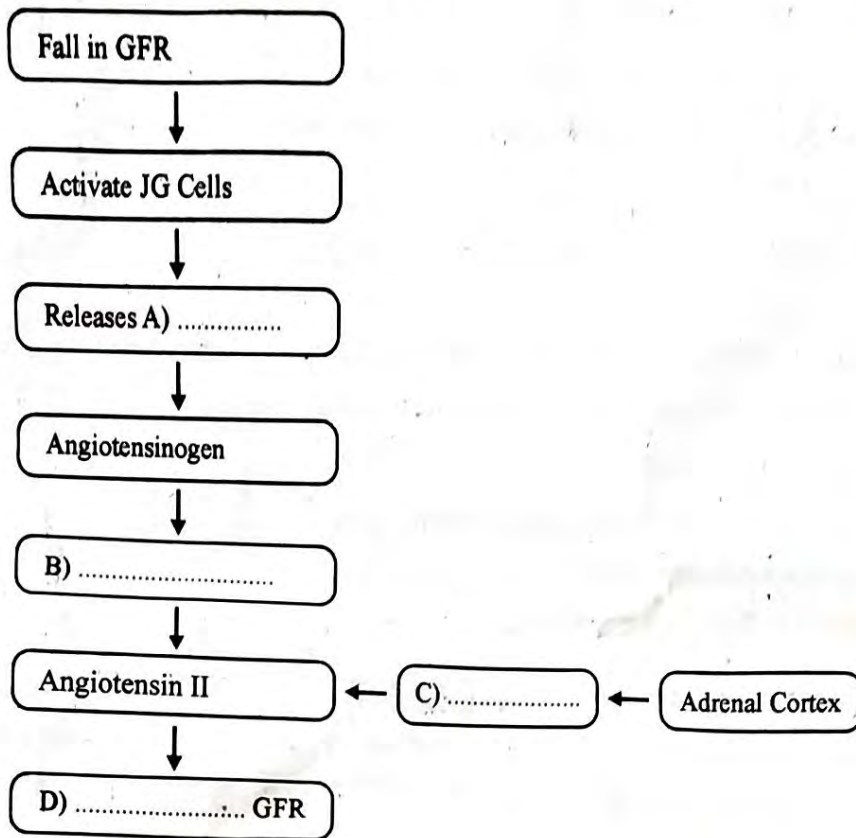 Fall in GFR
Activate JG Cells
Releases A) ................
Angiotensinogen
B) .............................
Angiotensin II
C)....................
Adrenal Cortex
D) .......................... GFR